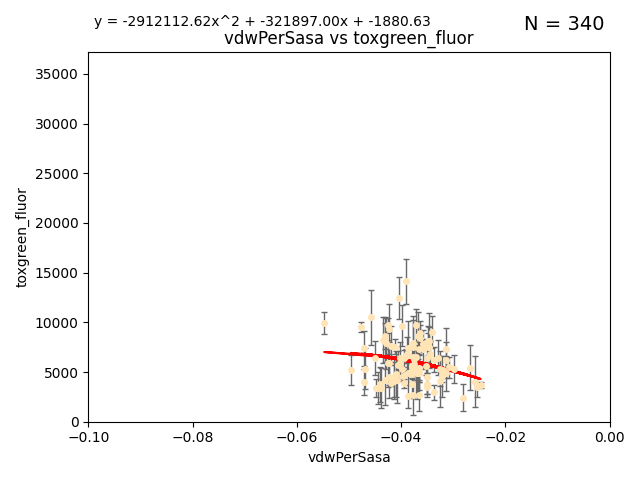 y = -2912112.62x^2 + -321897.00x + -1880.63
N = 340
vdwPerSasa vs toxgreen_fluor
toxgreen_fluor
35000
30000
25000
20000
15000
10000
5000
0
−0.10
−0.08
−0.06
−0.04
−0.02
0.00
vdwPerSasa